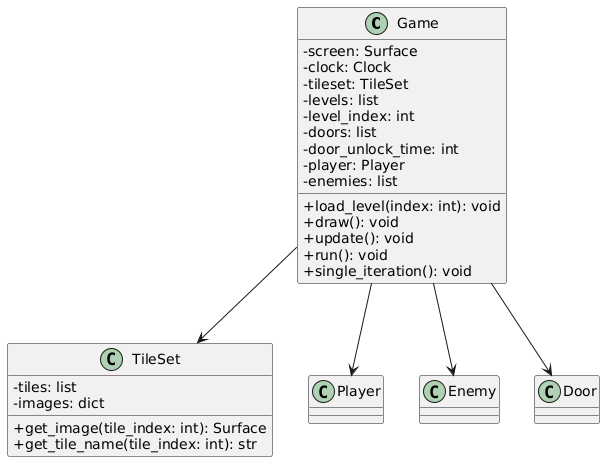 C Game
-screen: Surface
-clock: Clock
-tileset: TileSet
-levels: list
-level_index: int
-doors: list
-door_unlock_time: int
-player: Player
-enemies: list
+load_level(index: int): void
+draw(): void
+update(): void
+run(): void
+single_iteration(): void
C TileSet
-tiles: list
-images: dict
+get_image(tile_index: int): Surface
+get_tile_name(tile_index: int): str
C Player
C Enemy
C Door